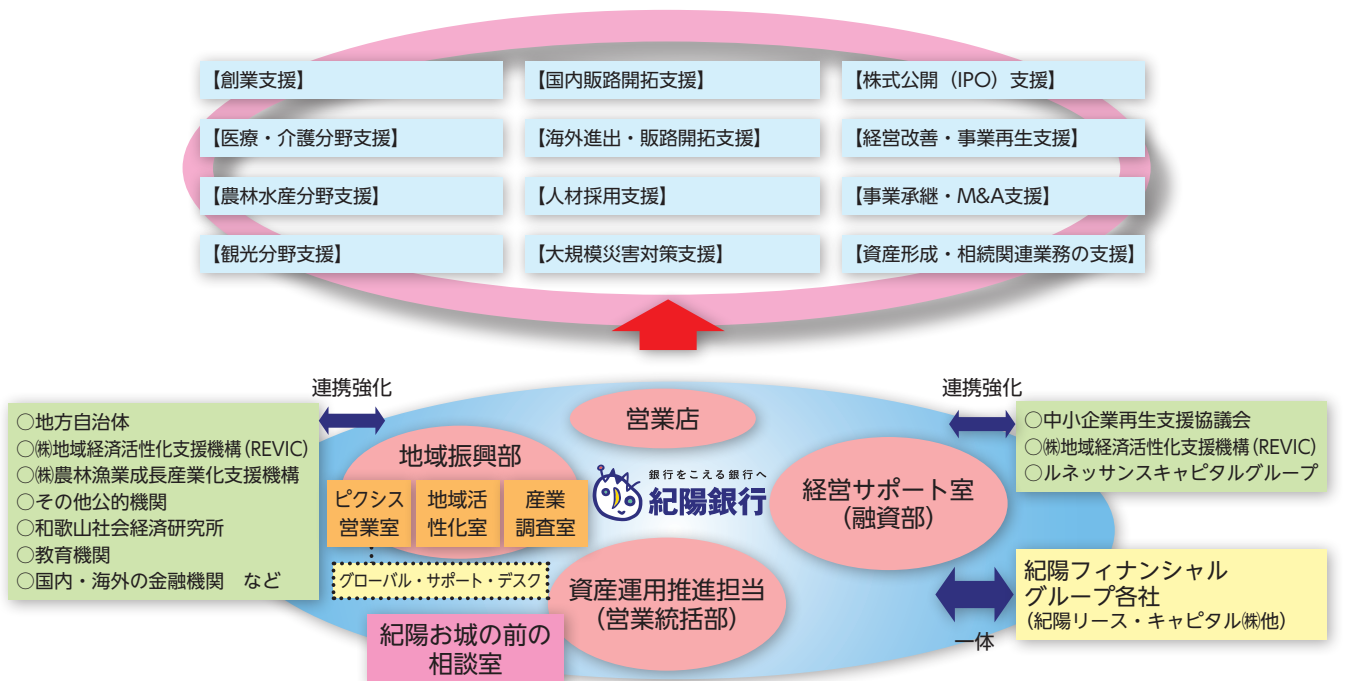 【創業支援】
【国内販路開拓支援】
【株式公開（IPO）支援】
【医療・介護分野支援】
【海外進出・販路開拓支援】
【経営改善・事業再生支援】
【農林水産分野支援】
【人材採用支援】
【事業承継・M&A支援】
【観光分野支援】
【大規模災害対策支援】
【資産形成・相続関連業務の支援】
連携強化
○地方自治体
○㈱地域経済活性化支援機構（REVIC）
○㈱農林漁業成長産業化支援機構
○その他公的機関
○和歌山社会経済研究所
○教育機関
○国内・海外の金融機関　など
営業店
地域振興部
ピクシス
営業室
地域活
性化室
産業
調査室
グローバル・サポート・デスク
紀陽お城の前の
相談室
銀行をこえる銀行へ
紀陽銀行
資産運用推進担当
（営業統括部）
経営サポート室
（融資部）
連携強化
○中小企業再生支援協議会
○㈱地域経済活性化支援機構（REVIC）
○ルネッサンスキャピタルグループ
紀陽フィナンシャル
グループ各社
（紀陽リース・キャピタル㈱他）
一体